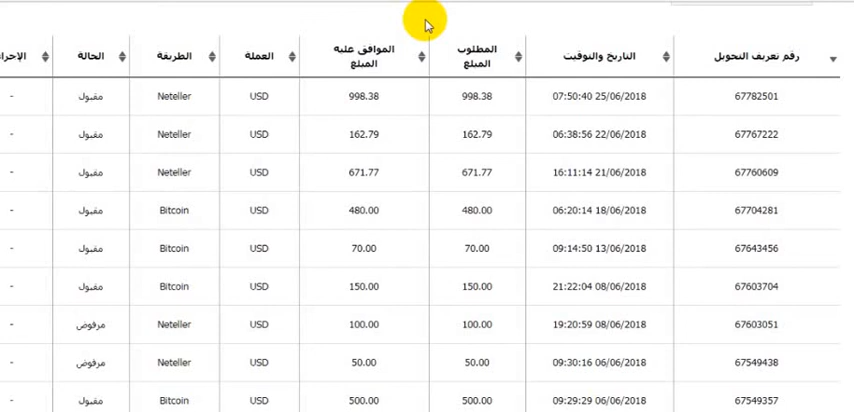 رقم تعريف التحويل التاريخ والتوقيت المطلوب المبلغ الموافق عليه المبلغ العملة الطريقة الحالة
67782501 07:50:40 25/06/2018 998.38 998.38 USD Neteller مقبول -
67767222 06:38:56 22/06/2018 162.79 162.79 USD Neteller مقبول -
67760609 16:11:14 21/06/2018 671.77 671.77 USD Neteller مقبول -
67704281 06:20:14 18/06/2018 480.00 480.00 USD Bitcoin مقبول -
67643456 09:14:50 13/06/2018 70.00 70.00 USD Bitcoin مقبول -
67603704 21:22:04 08/06/2018 150.00 150.00 USD Bitcoin مقبول -
67603051 19:20:59 08/06/2018 100.00 100.00 USD Neteller مرفوض -
67549438 09:30:16 06/06/2018 50.00 50.00 USD Neteller مرفوض -
67549357 09:29:29 06/06/2018 500.00 500.00 USD Bitcoin مقبول -